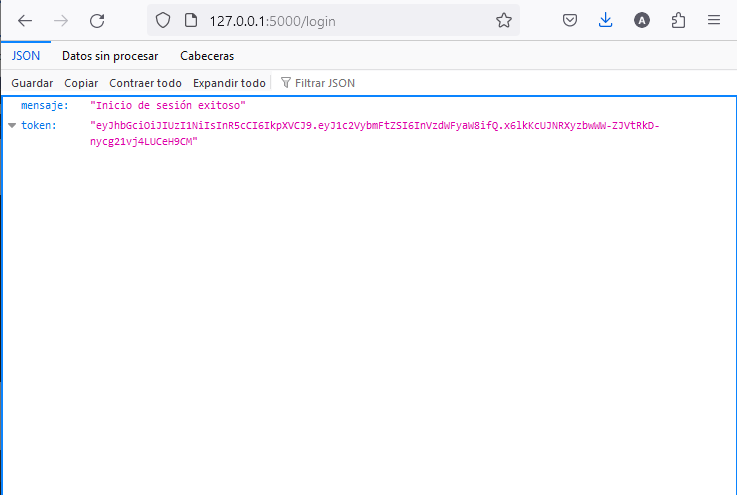 127.0.0.1:5000/login
A
JSON Datos sin procesar Cabeceras
Guardar Copiar Contraer todo Expandir todo Filtrar JSON
mensaje: "Inicio de sesión exitoso"
token: "eyJhbGciOiJIUzI1NiIsInR5cCI6IkpXVCJ9.eyJ1c2VybmFtZSI6InVzdWFyaW8ifQ.x6lkKcUJNRXyzbwWW-ZJVtRkD-
nycg21vj4LUCeH9CM"